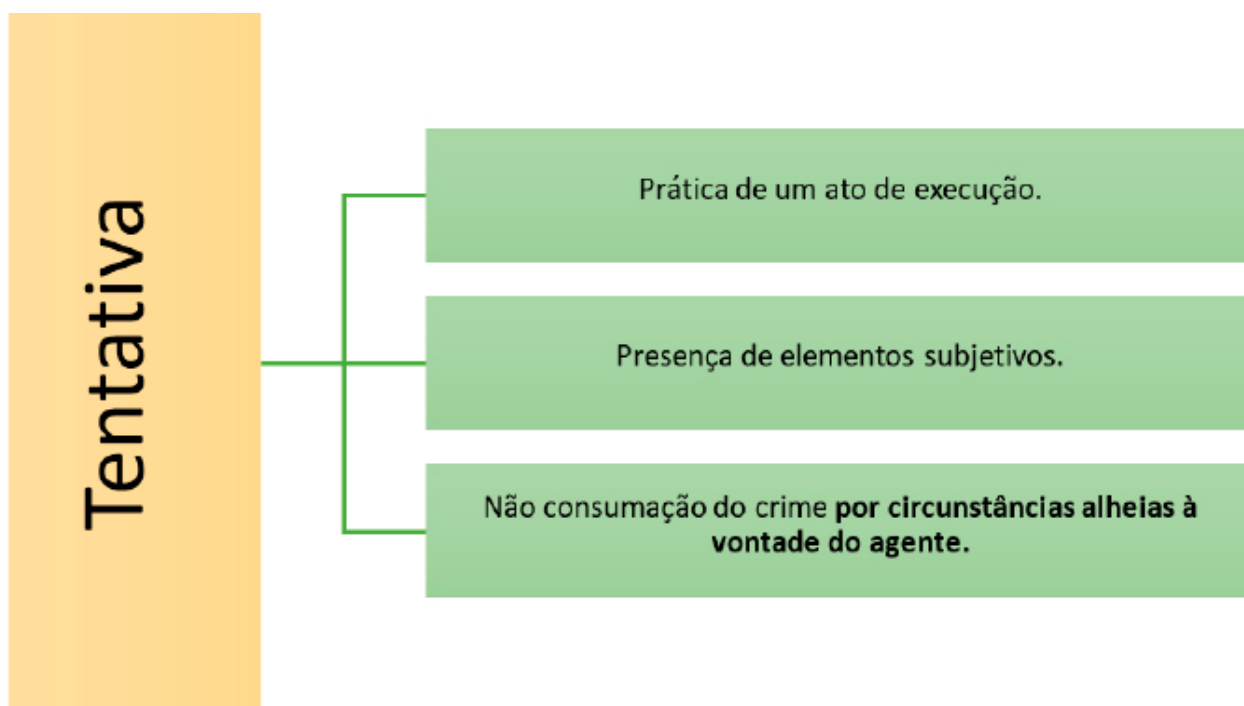 Tentativa
Prática de um ato de execução.
Presença de elementos subjetivos.
Não consumação do crime por circunstâncias alheias à
vontade do agente.